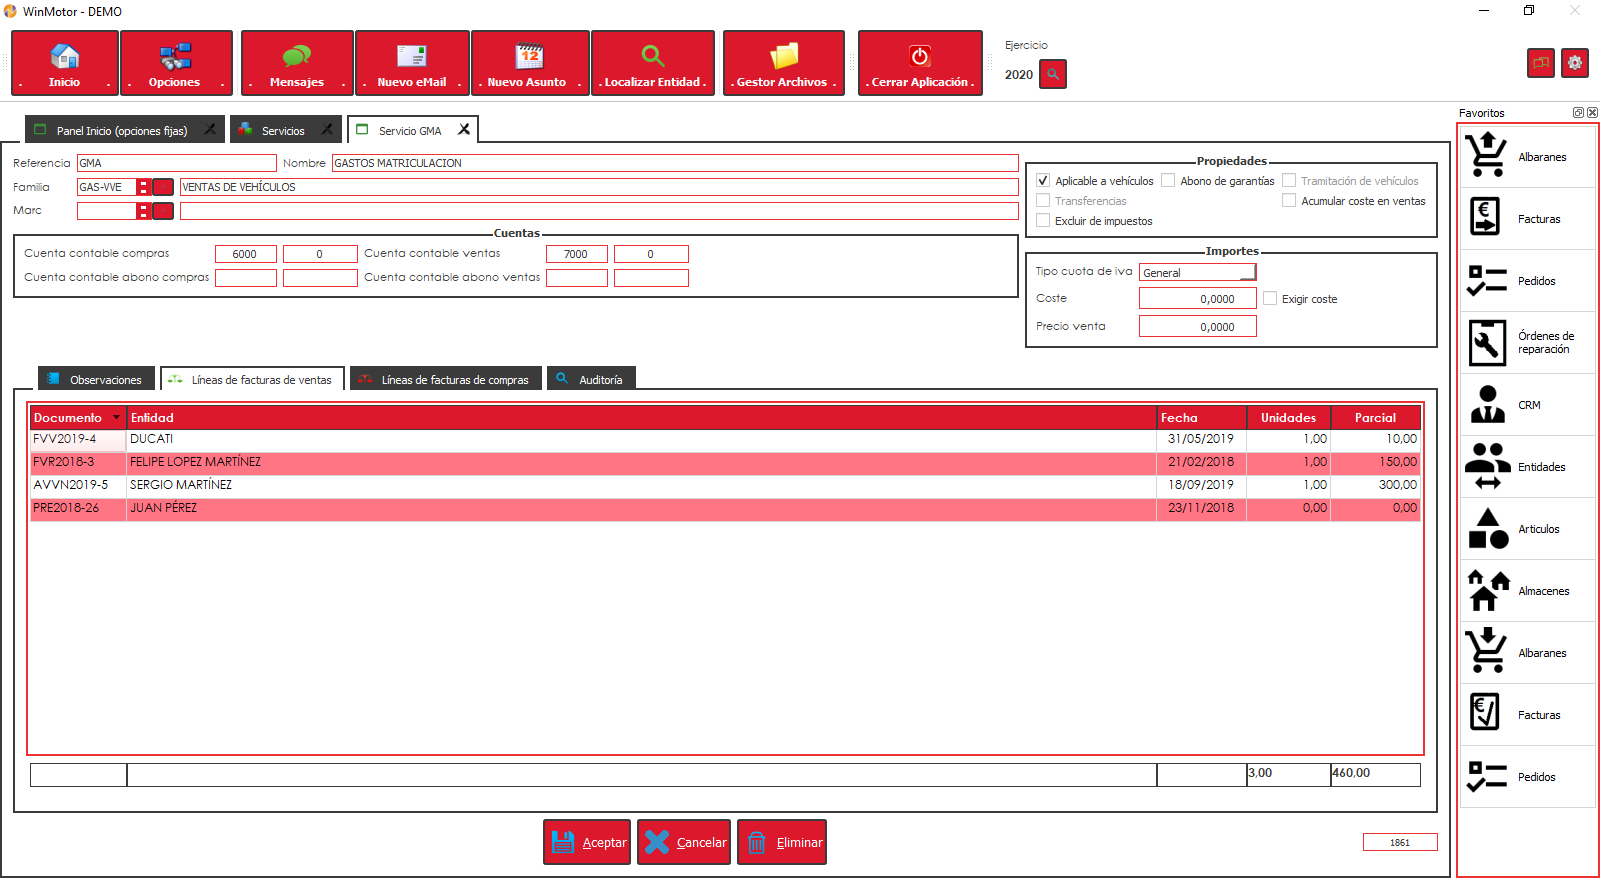 WinMotor - DEMO
. Inicio .
. Opciones .
. Mensajes .
. Nuevo eMail .
. Nuevo Asunto .
. Localizar Entidad .
. Gestor Archivos .
. Cerrar Aplicación .
Ejercicio
2020
Panel Inicio (opciones fijas)
Servicios
Servicio GMA
Referencia GMA Nombre GASTOS MATRICULACION
Familia GAS-VVE VENTAS DE VEHÍCULOS
Marc
Cuentas
Cuenta contable compras 6000 0 Cuenta contable ventas 7000 0
Cuenta contable abono compras Cuenta contable abono ventas
Propiedades
Aplicable a vehículos Abono de garantías Tramitación de vehículos
Transferencias Acumular coste en ventas
Excluir de impuestos
Importes
Tipo cuota de iva General
Coste 0,0000 Exigir coste
Precio venta 0,0000
Observaciones
Líneas de facturas de ventas
Líneas de facturas de compras
Auditoría
Documento Entidad Fecha Unidades Parcial
FVV2019-4 DUCATI 31/05/2019 1,00 10,00
FVR2018-3 FELIPE LOPEZ MARTÍNEZ 21/02/2018 1,00 150,00
AVVN2019-5 SERGIO MARTÍNEZ 18/09/2019 1,00 300,00
PRE2018-26 JUAN PÉREZ 23/11/2018 0,00 0,00
3,00 460,00
Aceptar
Cancelar
Eliminar
1861
Favoritos
Albaranes
Facturas
Pedidos
Órdenes de
reparación
CRM
Entidades
Articulos
Almacenes
Albaranes
Facturas
Pedidos